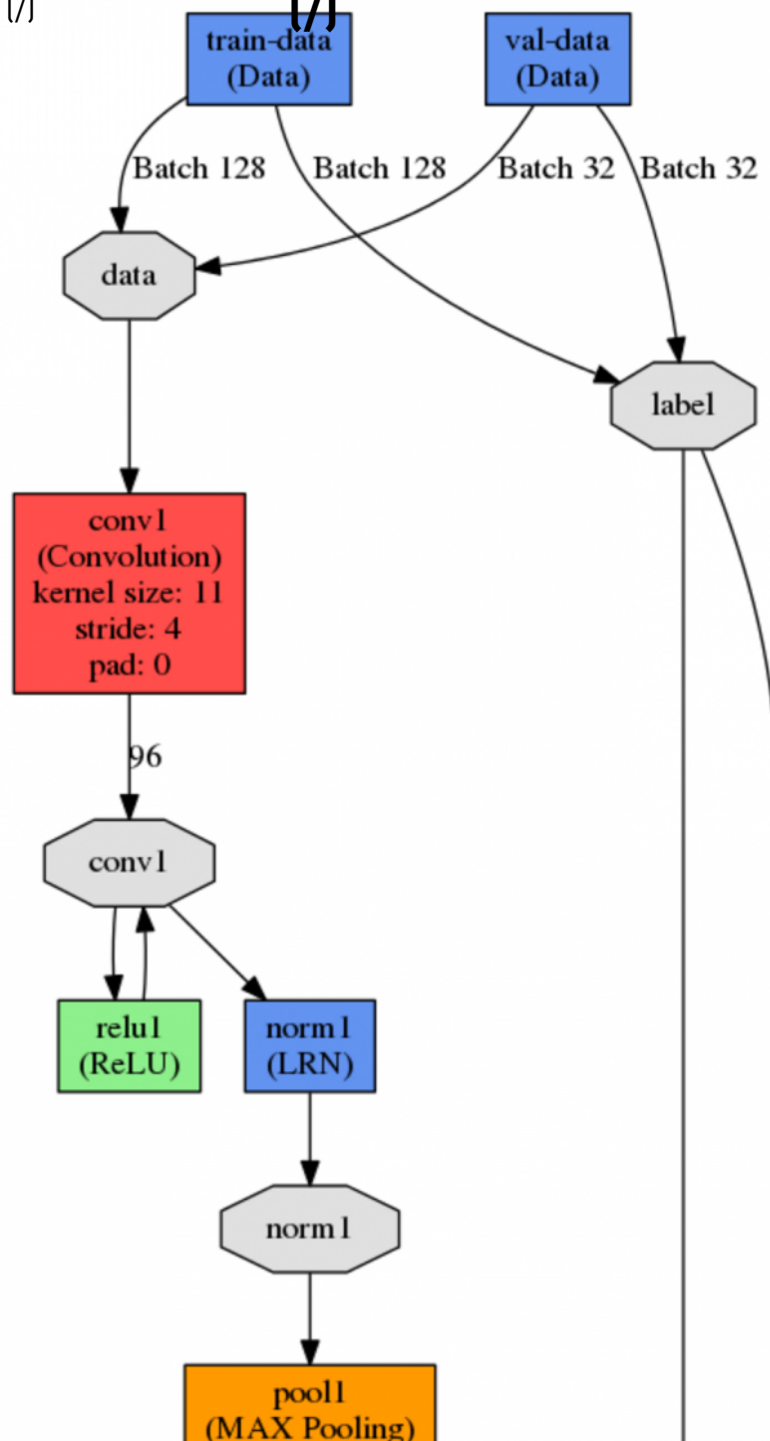 (/)
(/)
train-data
(Data)
val-data
(Data)
Batch 128
Batch 128
Batch 32
Batch 32
data
label
conv1
(Convolution)
kernel size: 11
stride: 4
pad: 0
96
conv1
relu1
(ReLU)
norm1
(LRN)
norm1
pool1
(MAX Pooling)